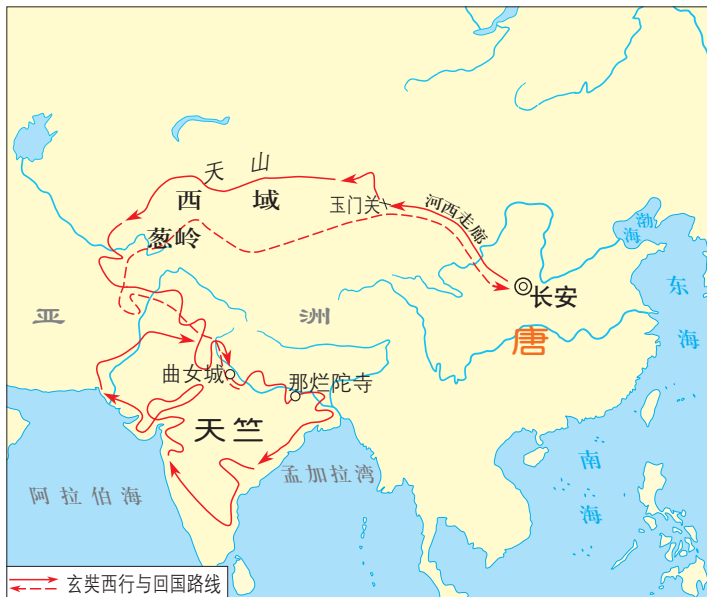 天山
西域
玉门关
河西走廊
葱岭
渤海
长安
东海
亚洲
唐
曲女城
那烂陀寺
天竺
孟加拉湾
阿拉伯海
南海
玄奘西行与回国路线